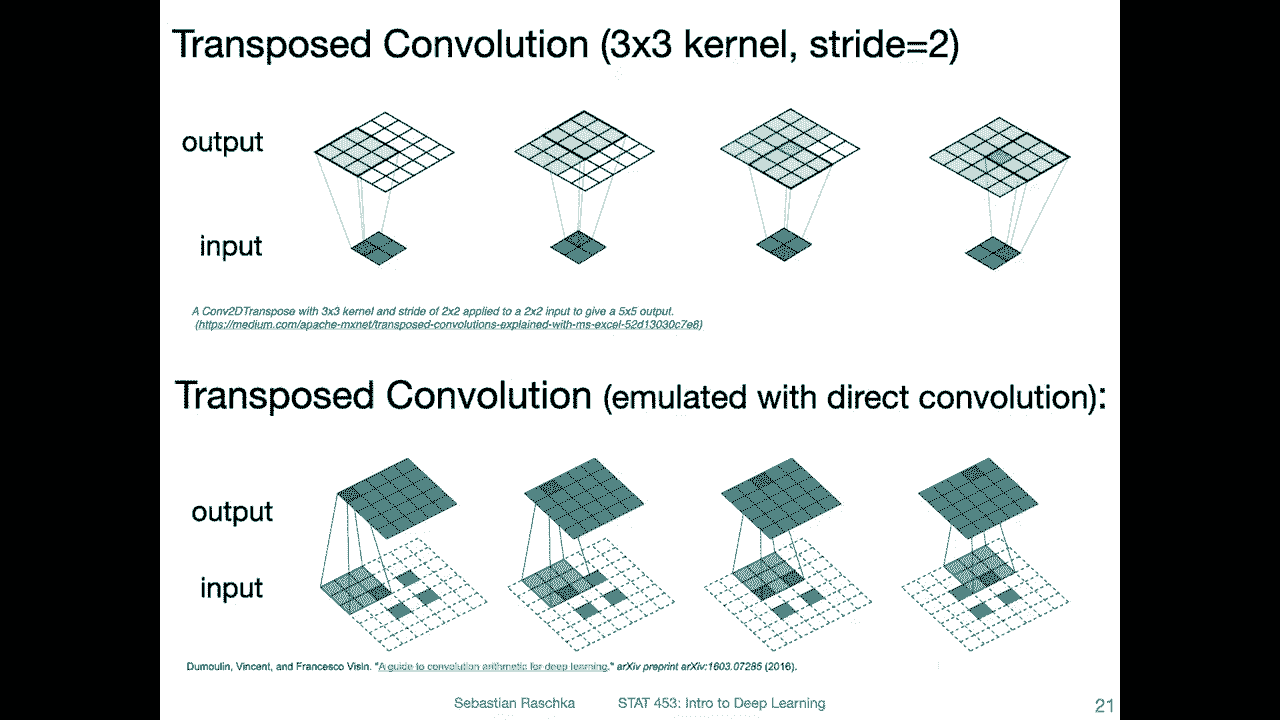 Transposed Convolution (3x3 kernel, stride=2)
output
input
A Conv2DTranspose with 3x3 kernel and stride of 2x2 applied to a 2x2 input to give a 5x5 output.
(https://medium.com/apache-mxnet/transposed-convolutions-explained-with-ms-excel-52d13030c7e8)
Transposed Convolution (emulated with direct convolution):
output
input
Dumoulin, Vincent, and Francesco Visin. "A guide to convolution arithmetic for deep learning." arXiv preprint arXiv:1603.07285 (2016).
Sebastian Raschka STAT 453: Intro to Deep Learning
21